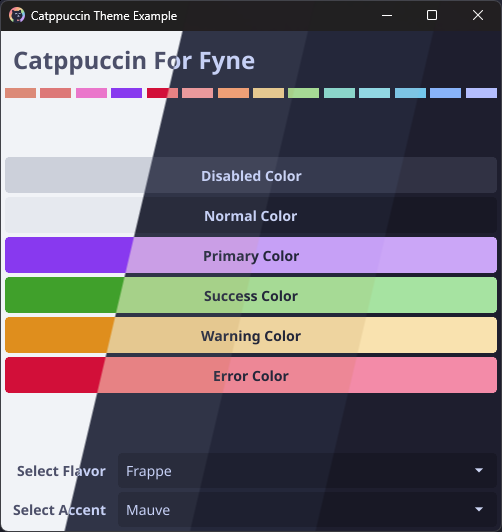 Catppuccin Theme Example
Catppuccin For Fyne
Disabled Color
Normal Color
Primary Color
Success Color
Warning Color
Error Color
Select Flavor Frappe
Select Accent Mauve